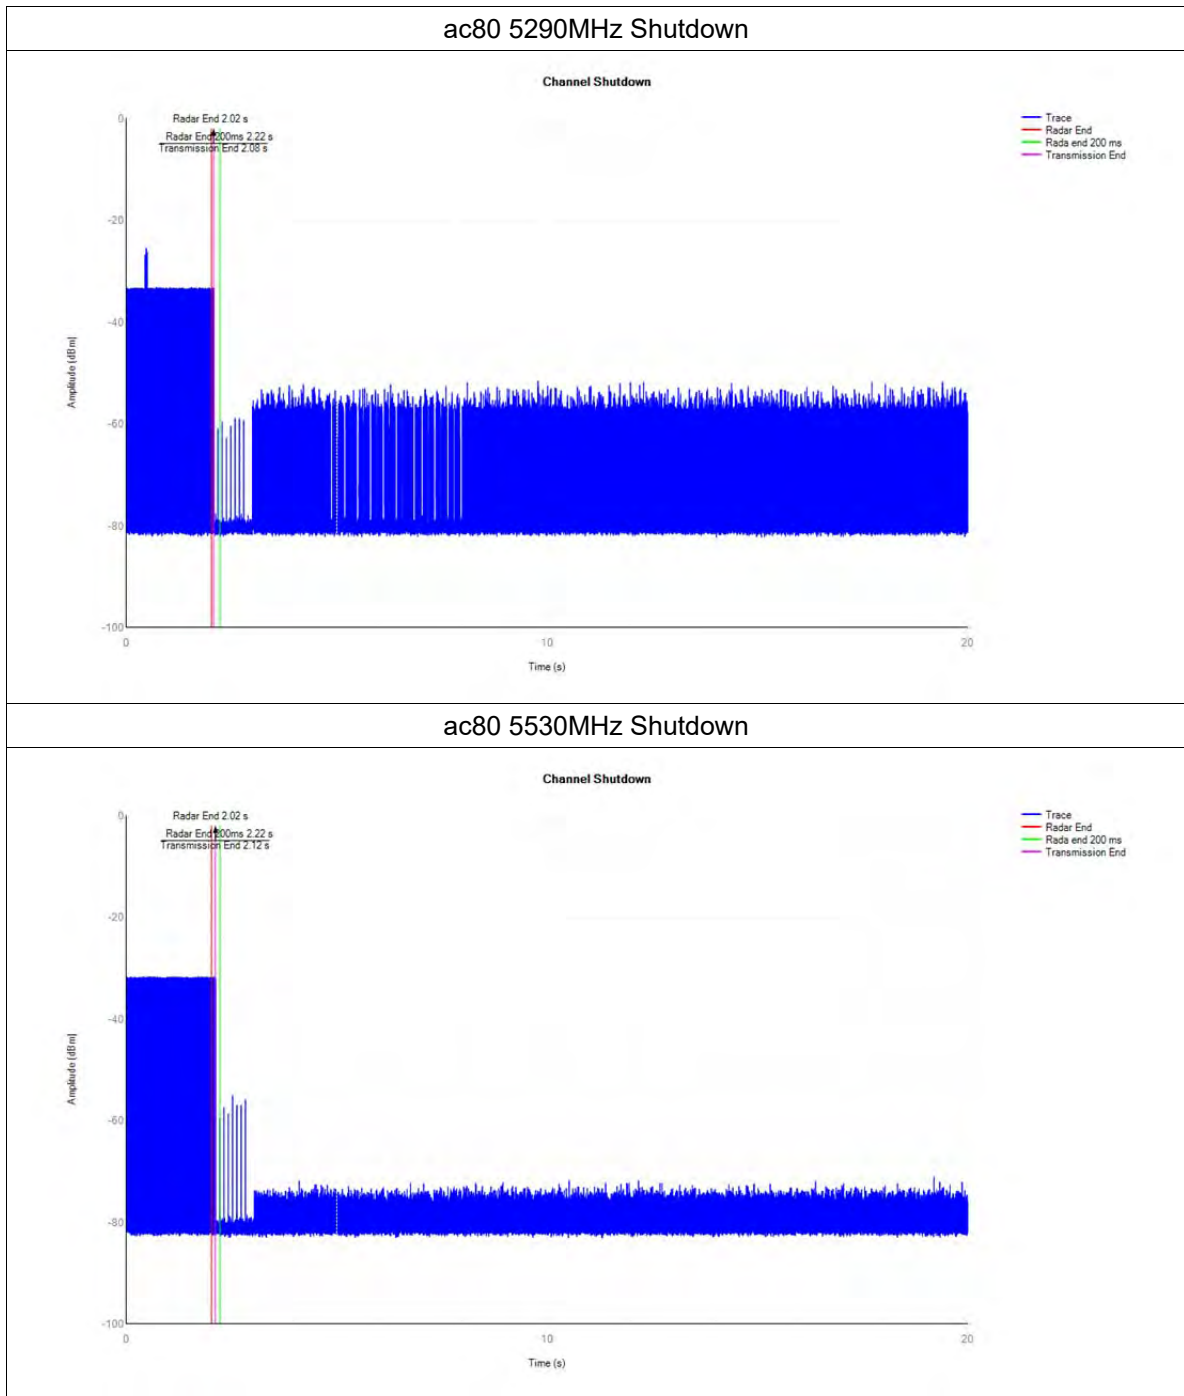 ac80 5290MHz Shutdown
Channel Shutdown
Radar End 2.02 s
Radar End 200ms 2.22 s
Transmission End 2.08 s
Trace
Radar End
Rada end 200 ms
Transmission End
0
-20
-40
-60
-80
-100
Amplitude [dBm]
0
10
20
Time (s)
ac80 5530MHz Shutdown
Channel Shutdown
Radar End 2.02 s
Radar End 200ms 2.22 s
Transmission End 2.12 s
Trace
Radar End
Rada end 200 ms
Transmission End
0
-20
-40
-60
-80
-100
Amplitude [dBm]
0
10
20
Time (s)